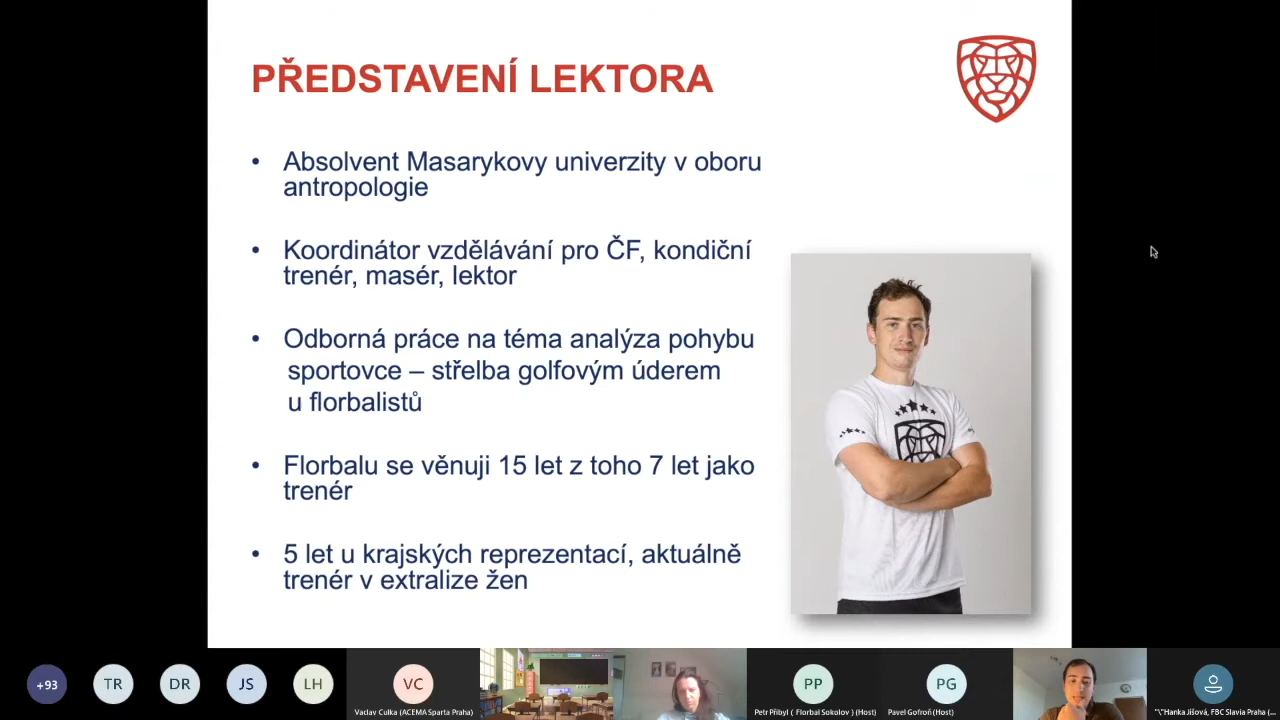 PŘEDSTAVENÍ LEKTORA
• Absolvent Masarykovy univerzity v oboru
antropologie
• Koordinátor vzdělávání pro ČF, kondiční
trenér, masér, lektor
• Odborná práce na téma analýza pohybu
sportovce – střelba golfovým úderem
u florbalistů
• Florbalu se věnuji 15 let z toho 7 let jako
trenér
• 5 let u krajských reprezentací, aktuálně
trenér v extralize žen
+93
TR
DR
JS
LH
VC
Vaclav Culka (ACEMA Sparta Praha)
PP
Petr Přibyl ( Florbal Sokolov ) (Host)
PG
Pavel Gofroň (Host)
"\"Hanka Jišová, FBC Slavia Praha (...